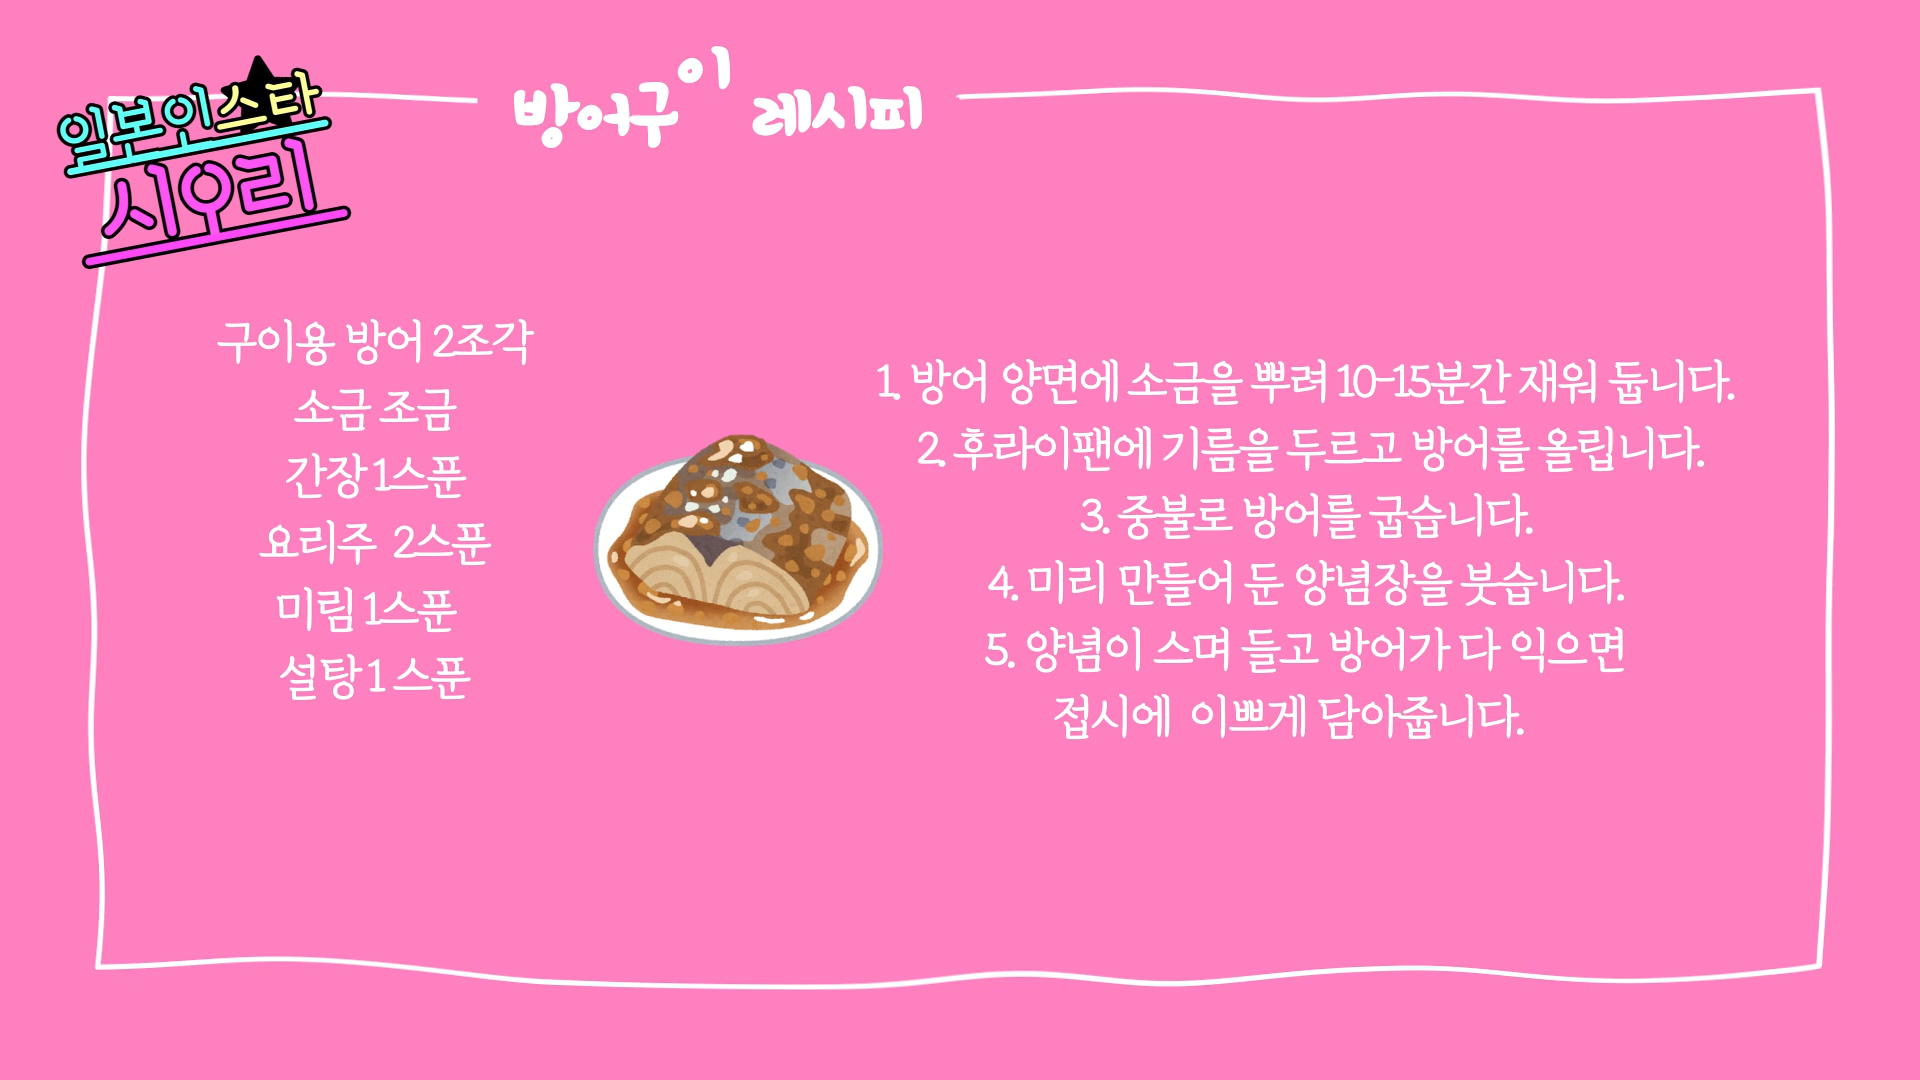 일본인스타
시오리
방어구이 레시피
구이용 방어 2조각
소금 조금
간장 1스푼
요리주 2스푼
미림 1스푼
설탕 1 스푼
1. 방어 양면에 소금을 뿌려 10-15분간 재워 둡니다.
2. 후라이팬에 기름을 두르고 방어를 올립니다.
3. 중불로 방어를 굽습니다.
4. 미리 만들어 둔 양념장을 붓습니다.
5. 양념이 스며 들고 방어가 다 익으면
접시에 이쁘게 담아줍니다.